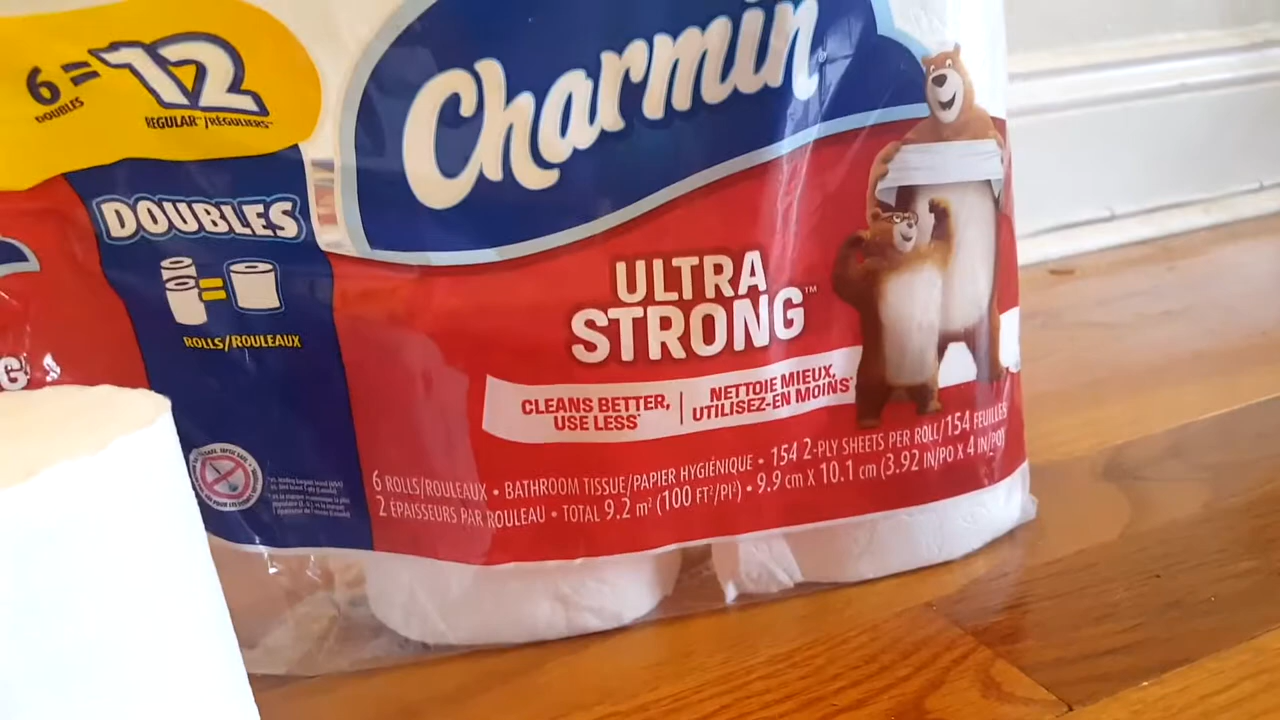 6 = 12
DOUBLES
REGULAR™/RÉGULIERS™
Charmin
DOUBLES
ROLLS/ROULEAUX
G
ULTRA
STRONG™
CLEANS BETTER,
USE LESS*
NETTOIE MIEUX,
UTILISEZ-EN MOINS*
6 ROLLS/ROULEAUX • BATHROOM TISSUE/PAPIER HYGIÉNIQUE • 154 2-PLY SHEETS PER ROLL/154 FEUILLES
2 ÉPAISSEURS PAR ROULEAU • TOTAL 9.2 m² (100 FT²/PI²) • 9.9 cm X 10.1 cm (3.92 IN/PO X 4 IN/PO)